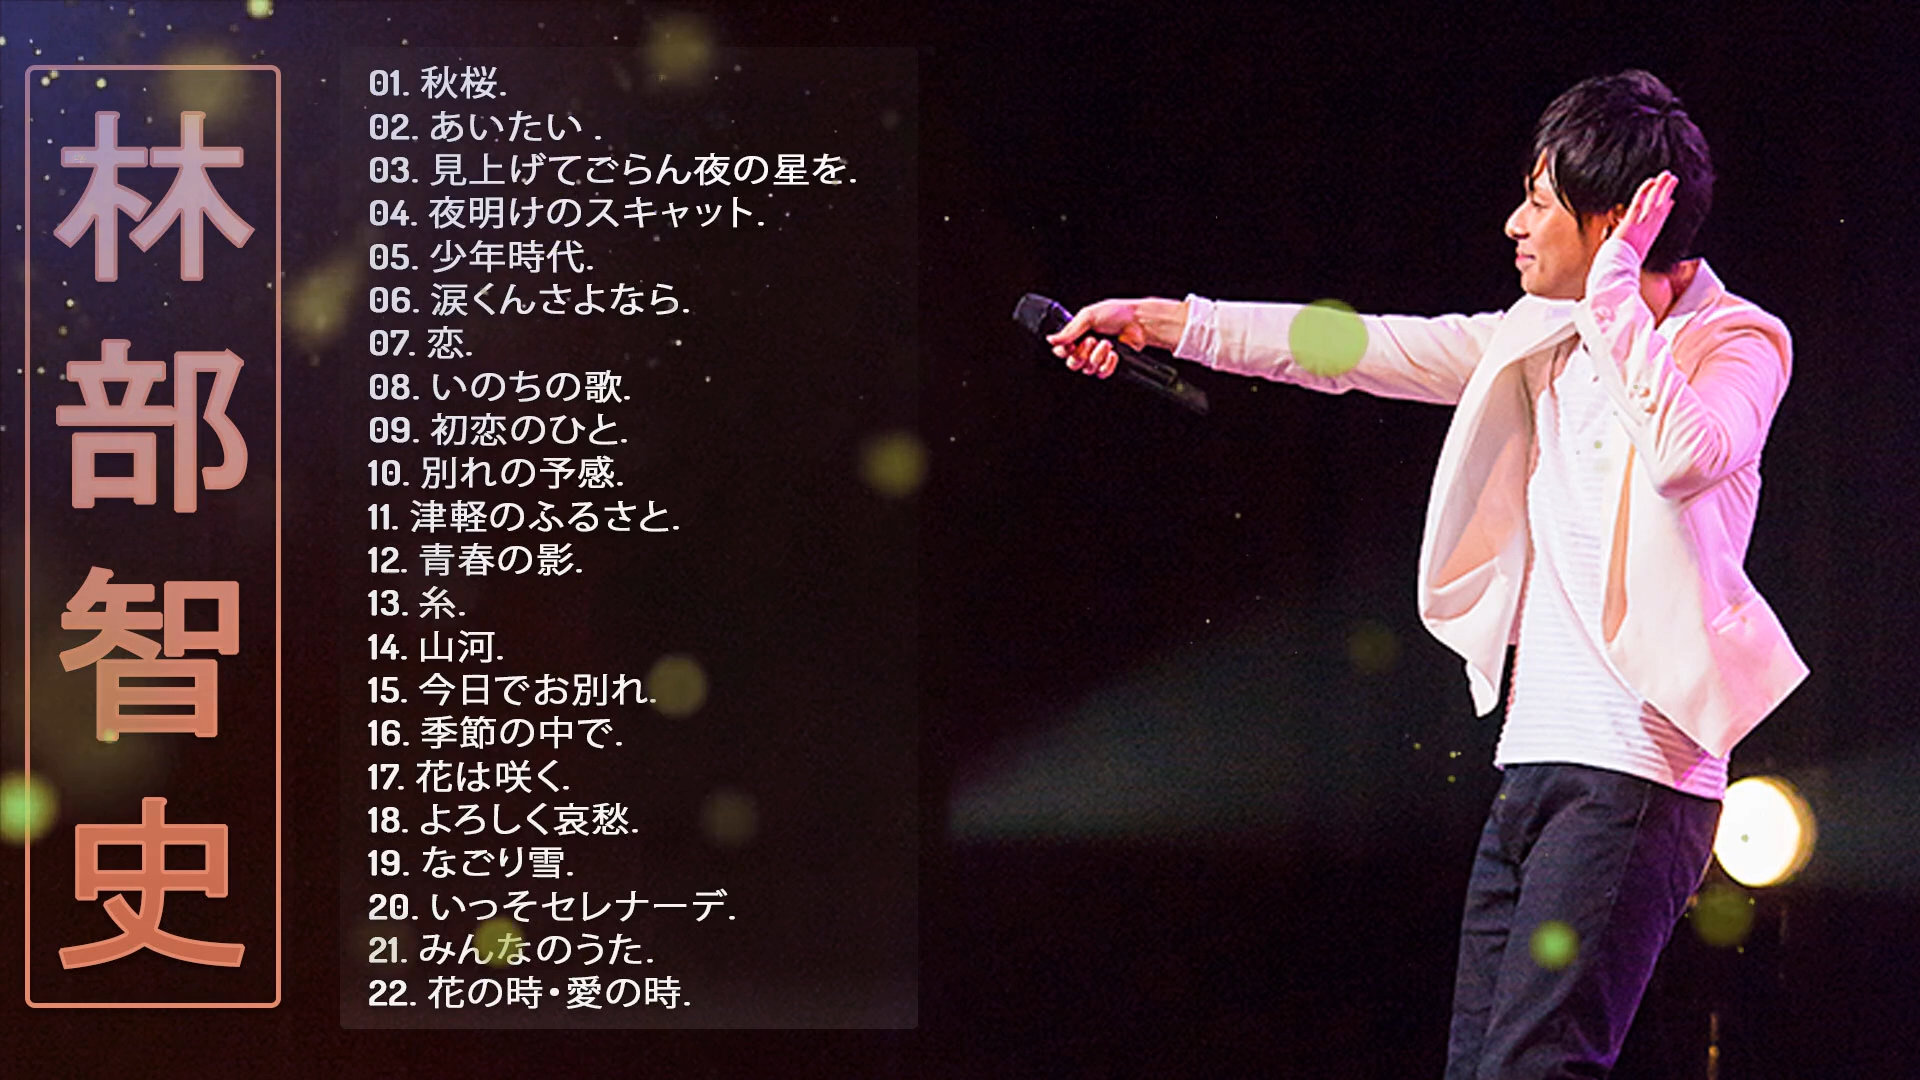 林部智史
01. 秋桜.
02. あいたい .
03. 見上げてごらん夜の星を.
04. 夜明けのスキャット.
05. 少年時代.
06. 涙くんさよなら.
07. 恋.
08. いのちの歌.
09. 初恋のひと.
10. 別れの予感.
11. 津軽のふるさと.
12. 青春の影.
13. 糸.
14. 山河.
15. 今日でお別れ.
16. 季節の中で.
17. 花は咲く.
18. よろしく哀愁.
19. なごり雪.
20. いっそセレナーデ.
21. みんなのうた.
22. 花の時・愛の時.